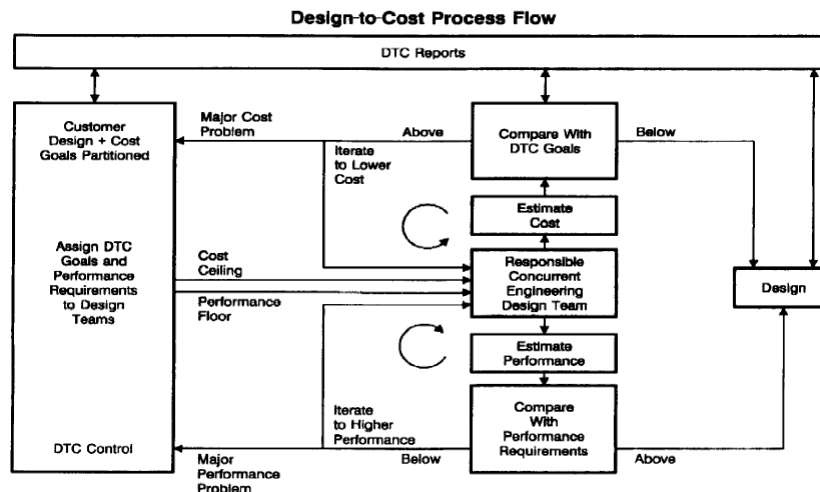 Design-to-Cost Process Flow
DTC Reports
Customer
Design + Cost
Goals Partitioned
Assign DTC
Goals and
Performance
Requirements
to Design
Teams
DTC Control
Major Cost
Problem
Above
Iterate
to Lower
Cost
Compare With
DTC Goals
Below
Estimate
Cost
Cost
Ceiling
Performance
Floor
Responsible
Concurrent
Engineering
Design Team
Design
Estimate
Performance
Iterate
to Higher
Performance
Compare
With
Performance
Requirements
Major
Performance
Problem
Below
Above